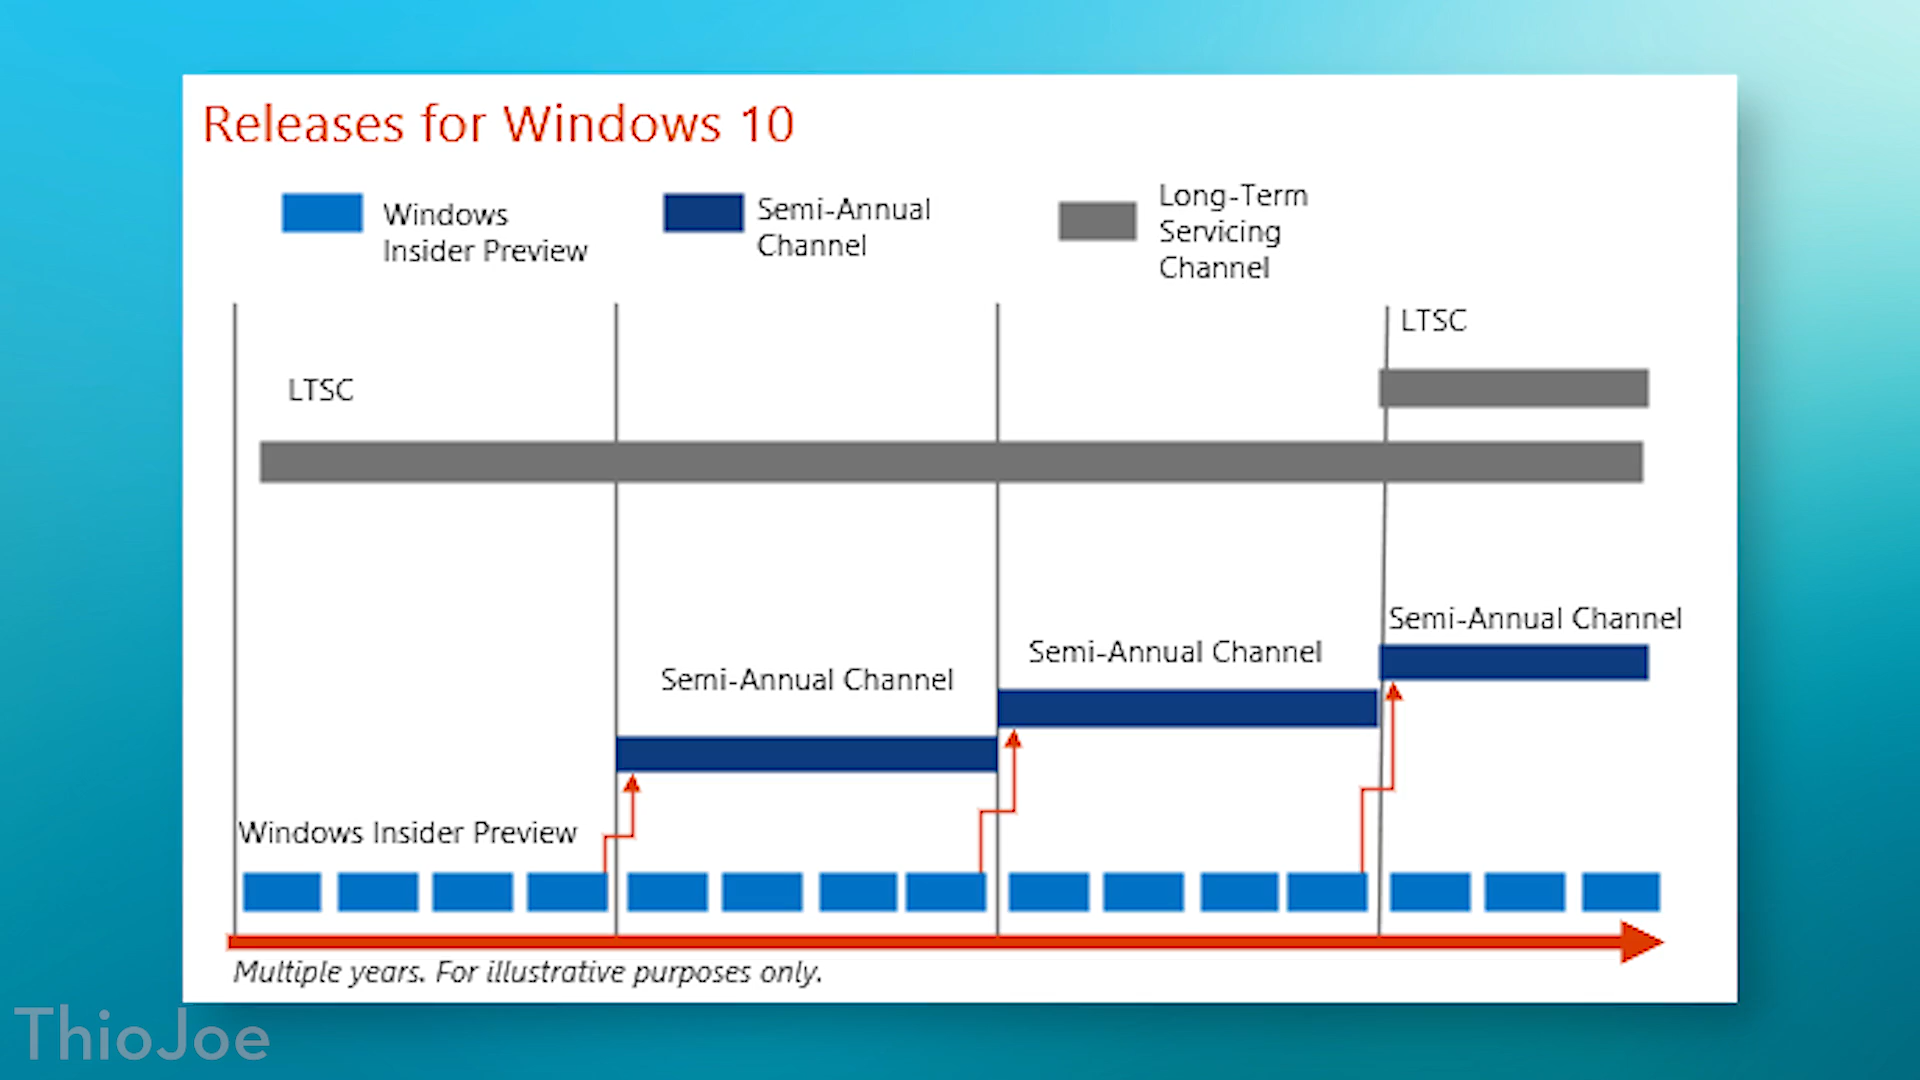 Releases for Windows 10
Windows
Insider Preview
Semi-Annual
Channel
Long-Term
Servicing
Channel
LTSC
LTSC
Semi-Annual Channel
Semi-Annual Channel
Semi-Annual Channel
Windows Insider Preview
Multiple years. For illustrative purposes only.
ThioJoe